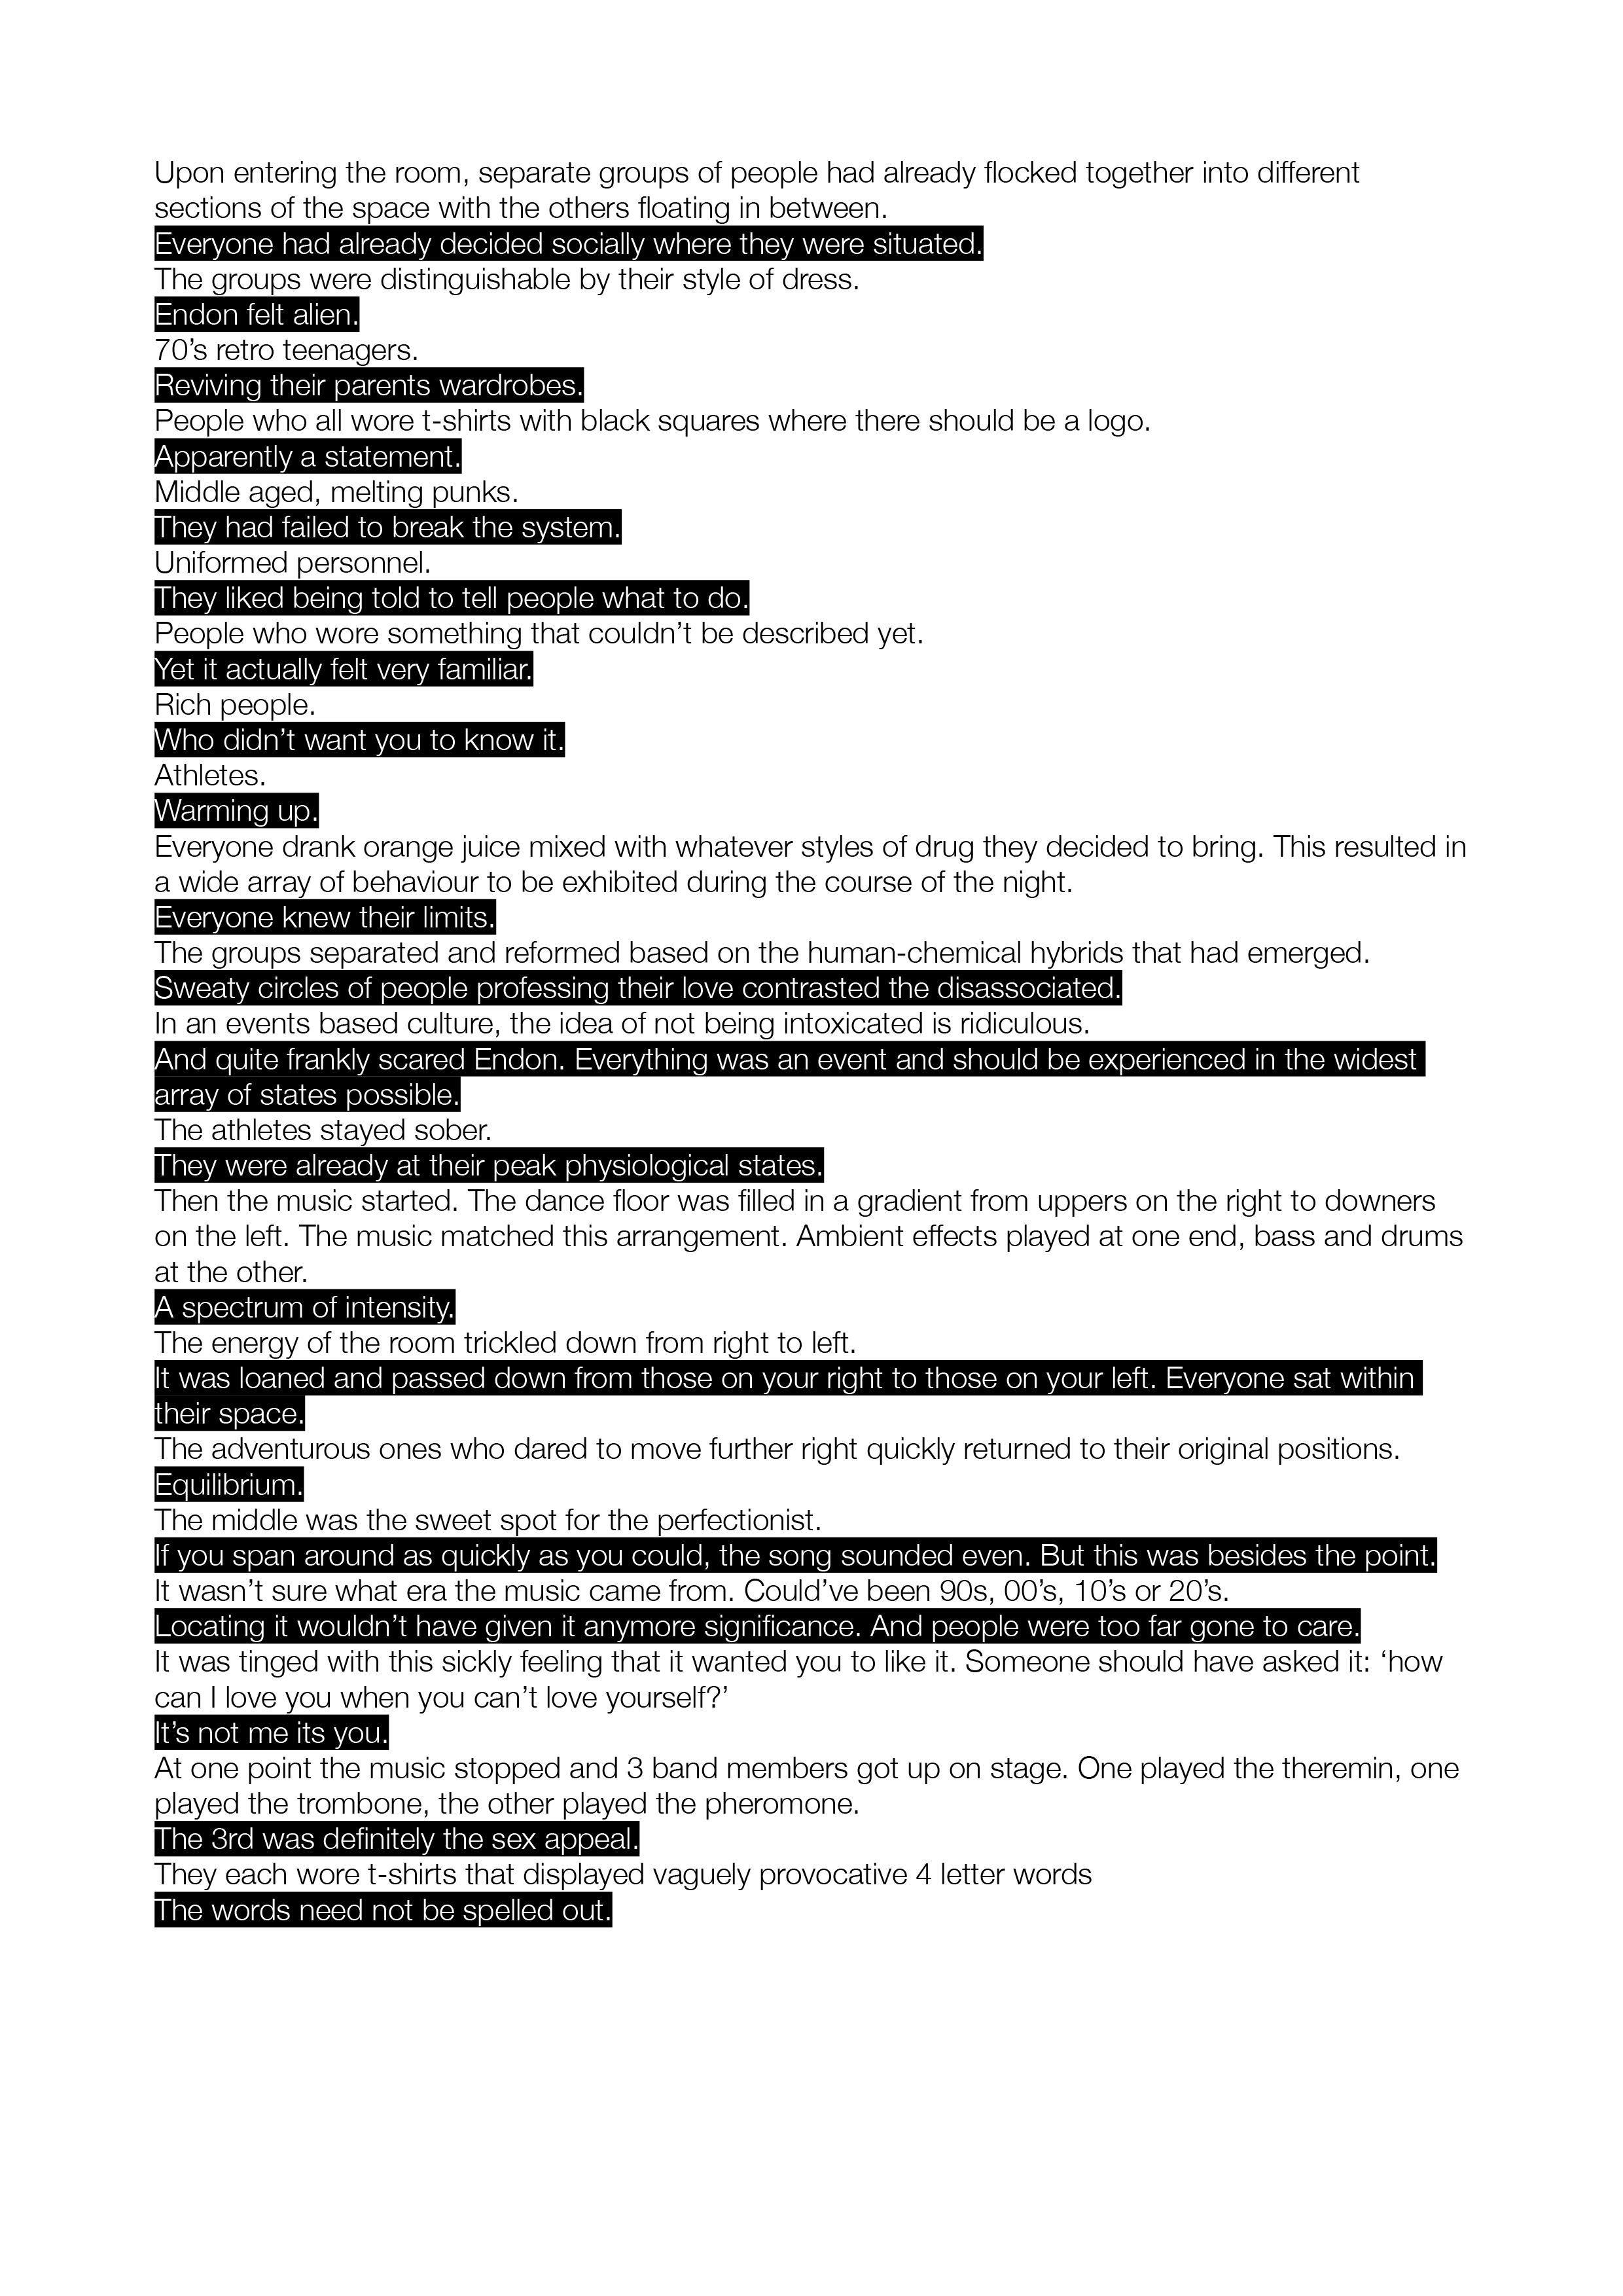 Upon entering the room, separate groups of people had already flocked together into different
sections of the space with the others floating in between.
Everyone had already decided socially where they were situated.
The groups were distinguishable by their style of dress.
Endon felt alien.
70’s retro teenagers.
Reviving their parents wardrobes.
People who all wore t-shirts with black squares where there should be a logo.
Apparently a statement.
Middle aged, melting punks.
They had failed to break the system.
Uniformed personnel.
They liked being told to tell people what to do.
People who wore something that couldn’t be described yet.
Yet it actually felt very familiar.
Rich people.
Who didn’t want you to know it.
Athletes.
Warming up.
Everyone drank orange juice mixed with whatever styles of drug they decided to bring. This resulted in
a wide array of behaviour to be exhibited during the course of the night.
Everyone knew their limits.
The groups separated and reformed based on the human-chemical hybrids that had emerged.
Sweaty circles of people professing their love contrasted the disassociated.
In an events based culture, the idea of not being intoxicated is ridiculous.
And quite frankly scared Endon. Everything was an event and should be experienced in the widest
array of states possible.
The athletes stayed sober.
They were already at their peak physiological states.
Then the music started. The dance floor was filled in a gradient from uppers on the right to downers
on the left. The music matched this arrangement. Ambient effects played at one end, bass and drums
at the other.
A spectrum of intensity.
The energy of the room trickled down from right to left.
It was loaned and passed down from those on your right to those on your left. Everyone sat within
their space.
The adventurous ones who dared to move further right quickly returned to their original positions.
Equilibrium.
The middle was the sweet spot for the perfectionist.
If you span around as quickly as you could, the song sounded even. But this was besides the point.
It wasn’t sure what era the music came from. Could’ve been 90s, 00’s, 10’s or 20’s.
Locating it wouldn’t have given it anymore significance. And people were too far gone to care.
It was tinged with this sickly feeling that it wanted you to like it. Someone should have asked it: ‘how
can I love you when you can’t love yourself?’
It’s not me its you.
At one point the music stopped and 3 band members got up on stage. One played the theremin, one
played the trombone, the other played the pheromone.
The 3rd was definitely the sex appeal.
They each wore t-shirts that displayed vaguely provocative 4 letter words
The words need not be spelled out.